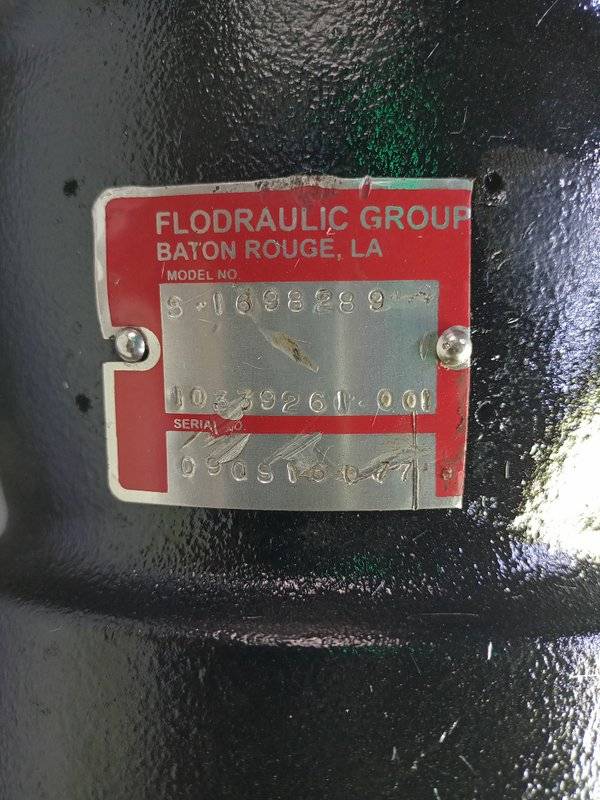 FLODRAULIC GROUP
BATON ROUGE, LA
MODEL NO.
S-1698289
10339261-001
SERIAL NO.